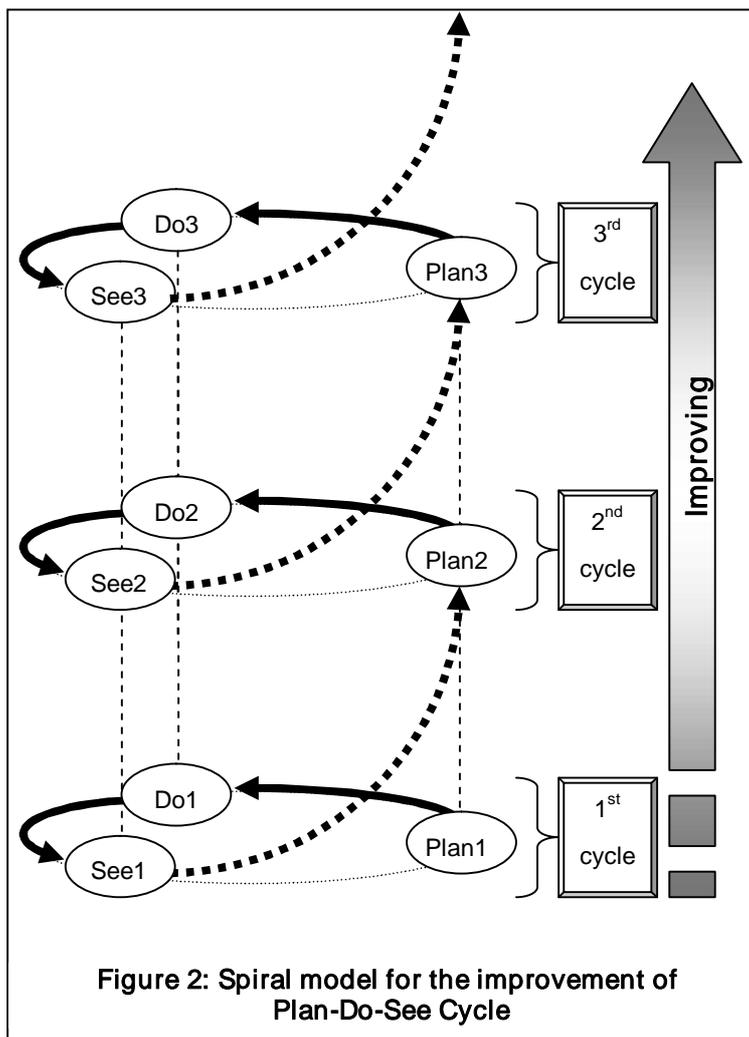 Do3
3rd
See3
Plan3
cycle
Improving
Do2
2nd
See2
Plan2
cycle
Do1
1st
See1
Plan1
cycle
Figure 2: Spiral model for the improvement of
Plan-Do-See Cycle